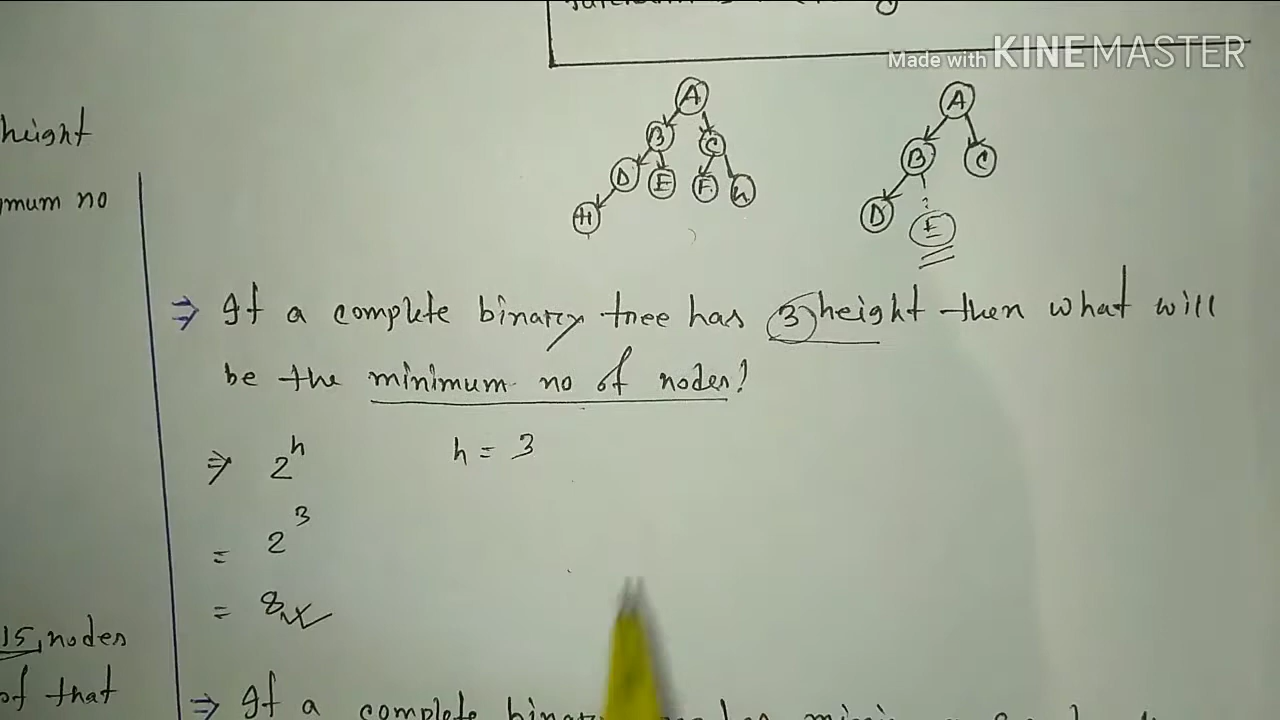 Made with KINEMASTER
height
mum no
A
B C
D E F G
H
A
B C
D E
⇒ If a complete binary tree has 3 height then what will
be the minimum no of nodes?
⇒ 2^h h = 3
= 2^3
= 8
15, nodes
of that
⇒ If a complete